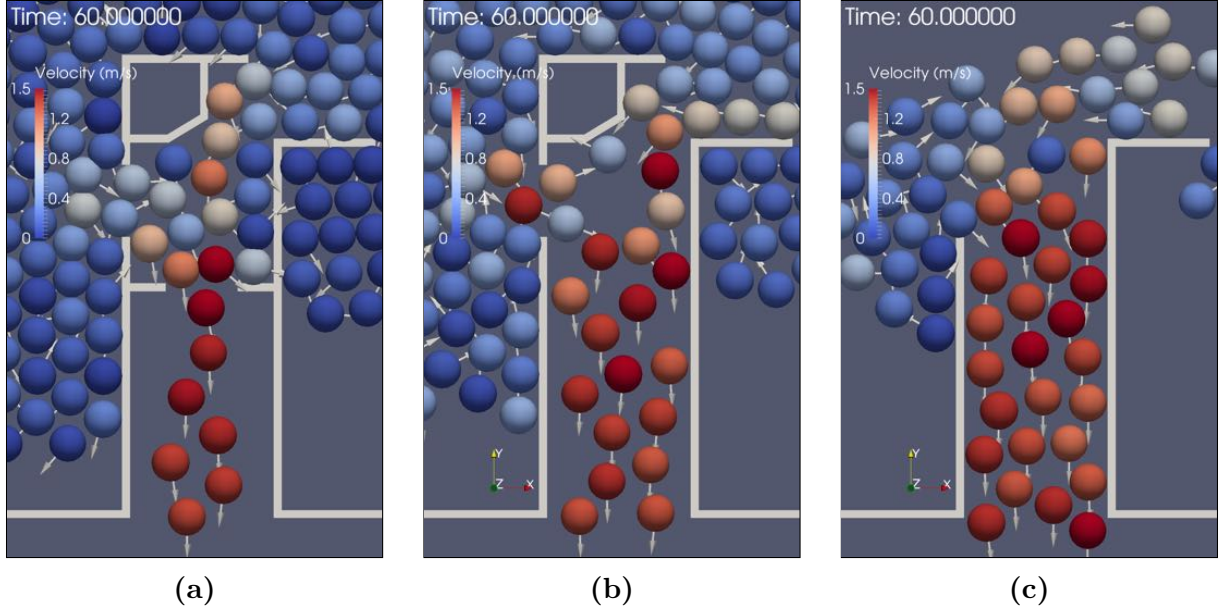 Time: 60.000000
Velocity (m/s)
1.5
1.2
0.8
0.4
0
(a)
Time: 60.000000
Velocity (m/s)
1.5
1.2
0.8
0.4
0
Y
Z X
(b)
Time: 60.000000
Velocity (m/s)
1.5
1.2
0.8
0.4
0
Y
Z X
(c)